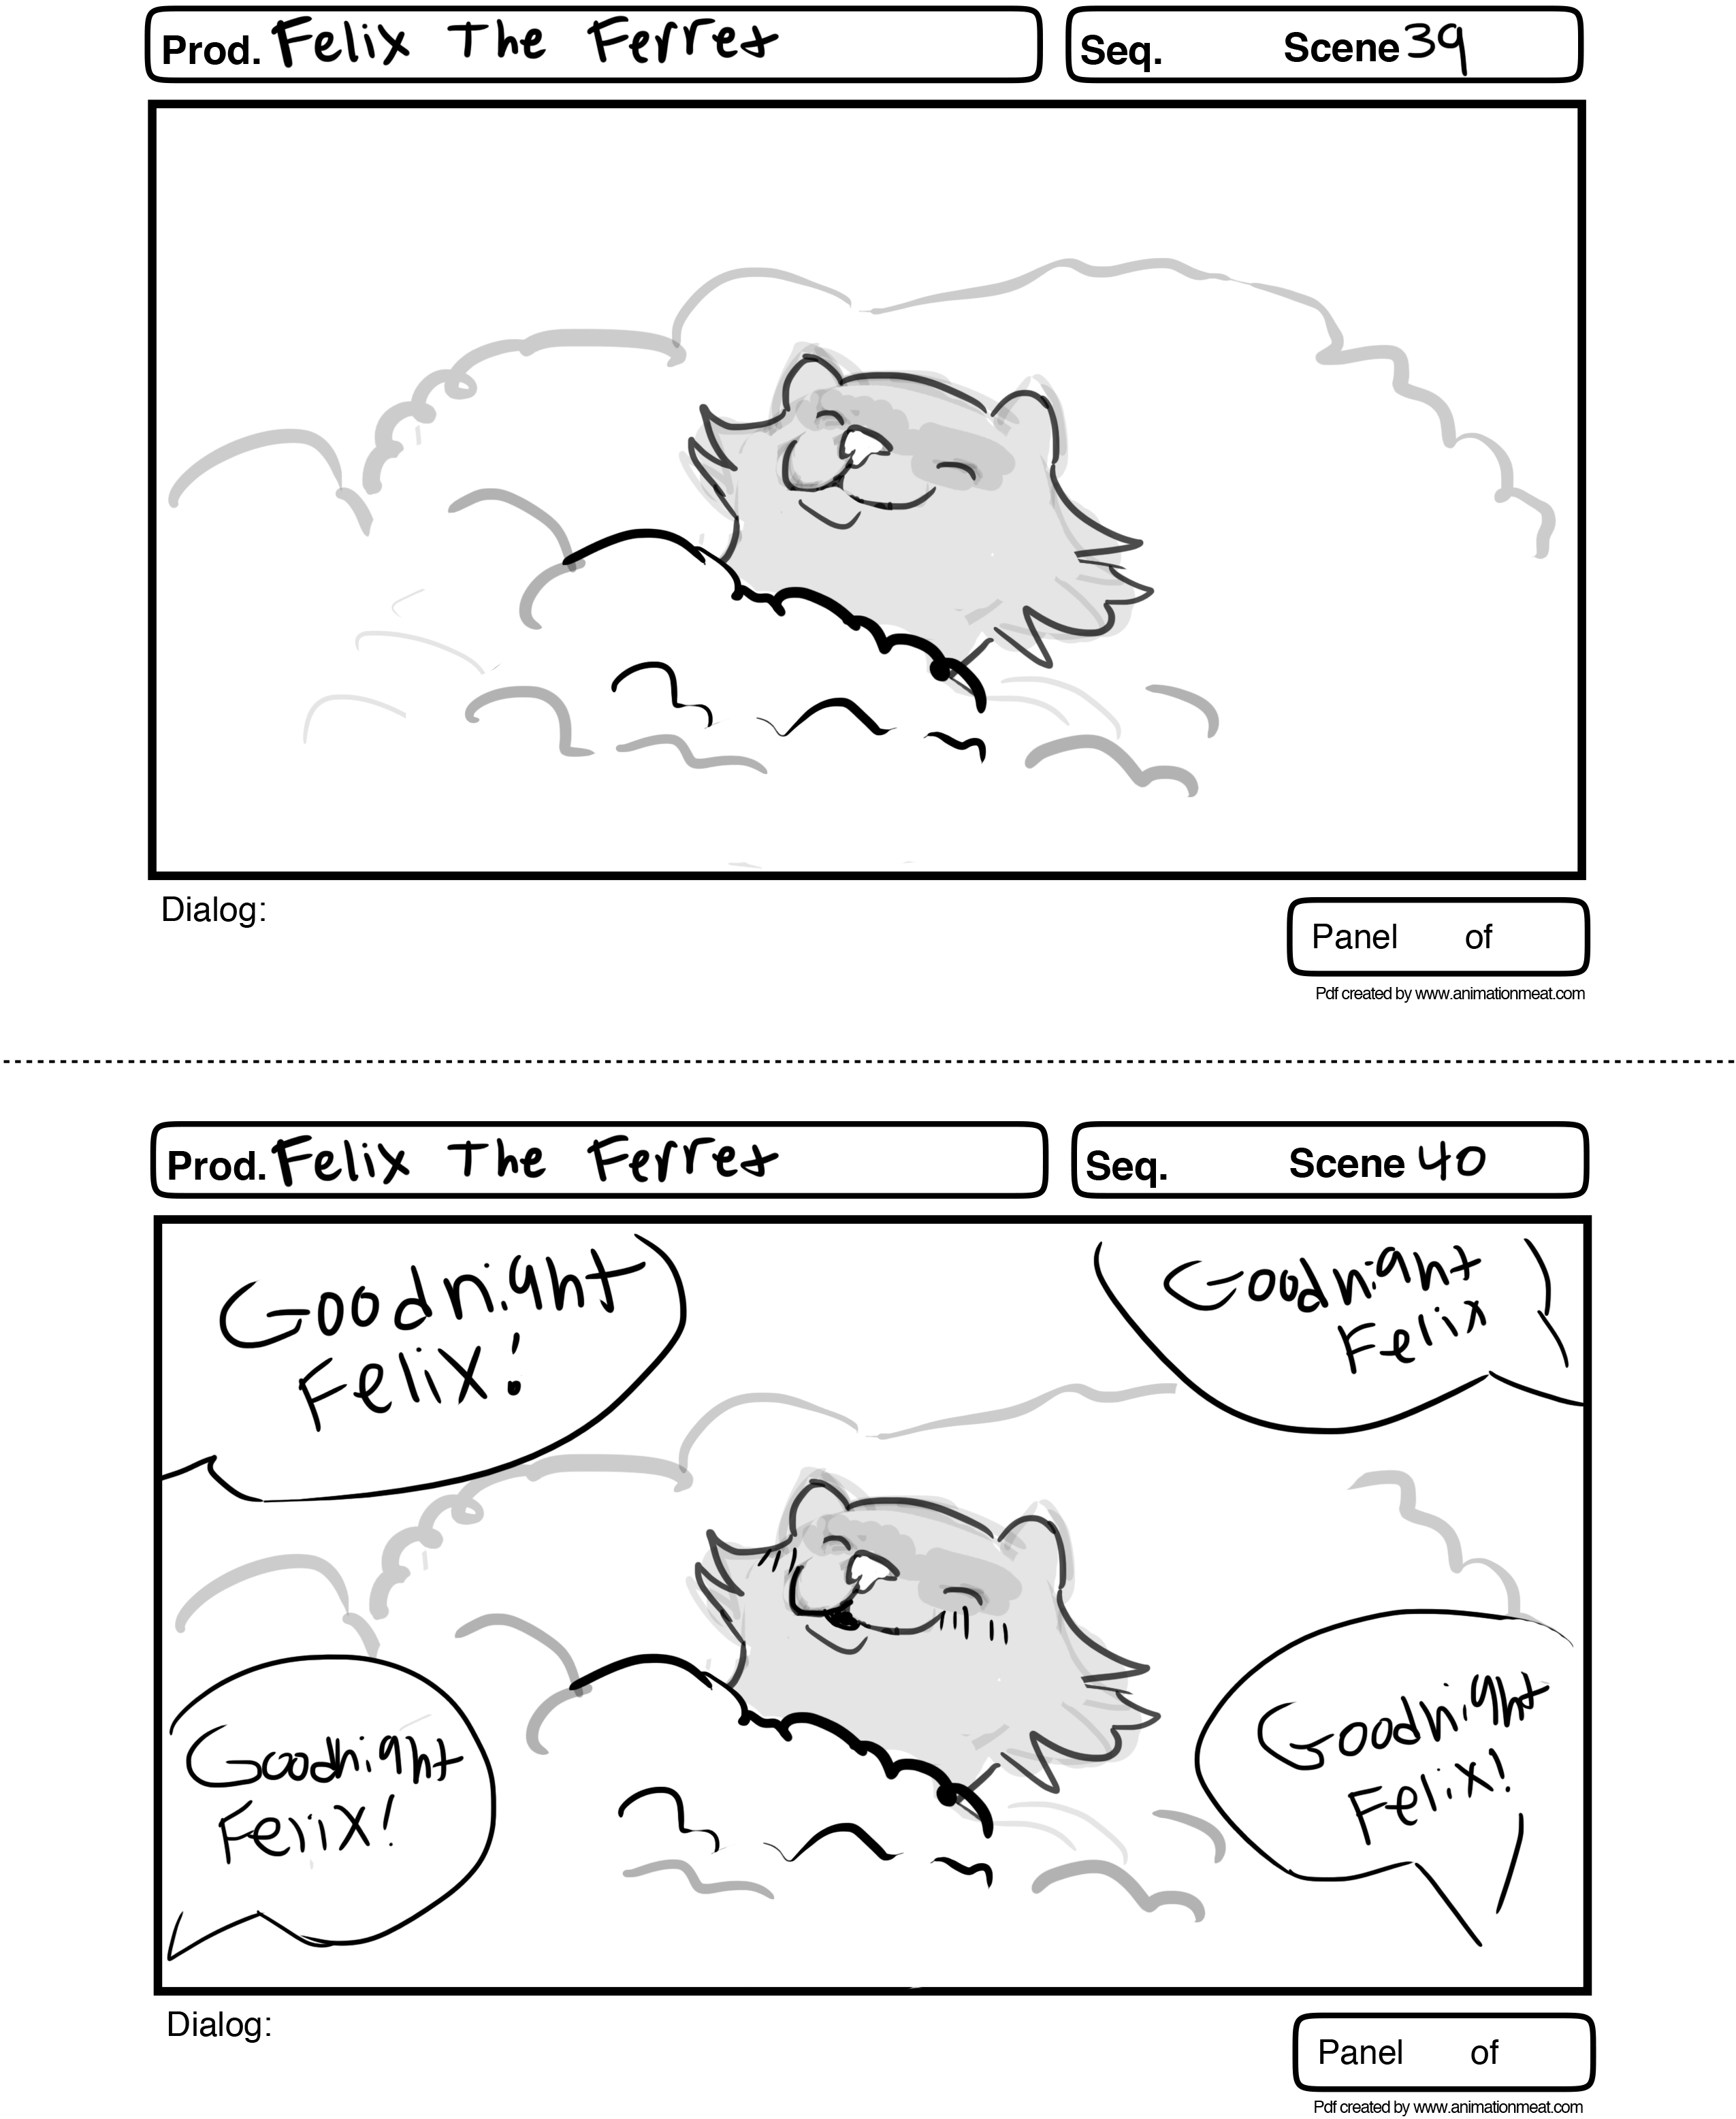 Prod. Felix The Ferret
Seq. Scene 39
Dialog:
Panel of
Pdf created by www.animationmeat.com
Prod. Felix The Ferret
Seq. Scene 40
Goodnight
Felix!
Goodnight
Felix
Goodnight
Felix!
Goodnight
Felix!
Dialog:
Panel of
Pdf created by www.animationmeat.com